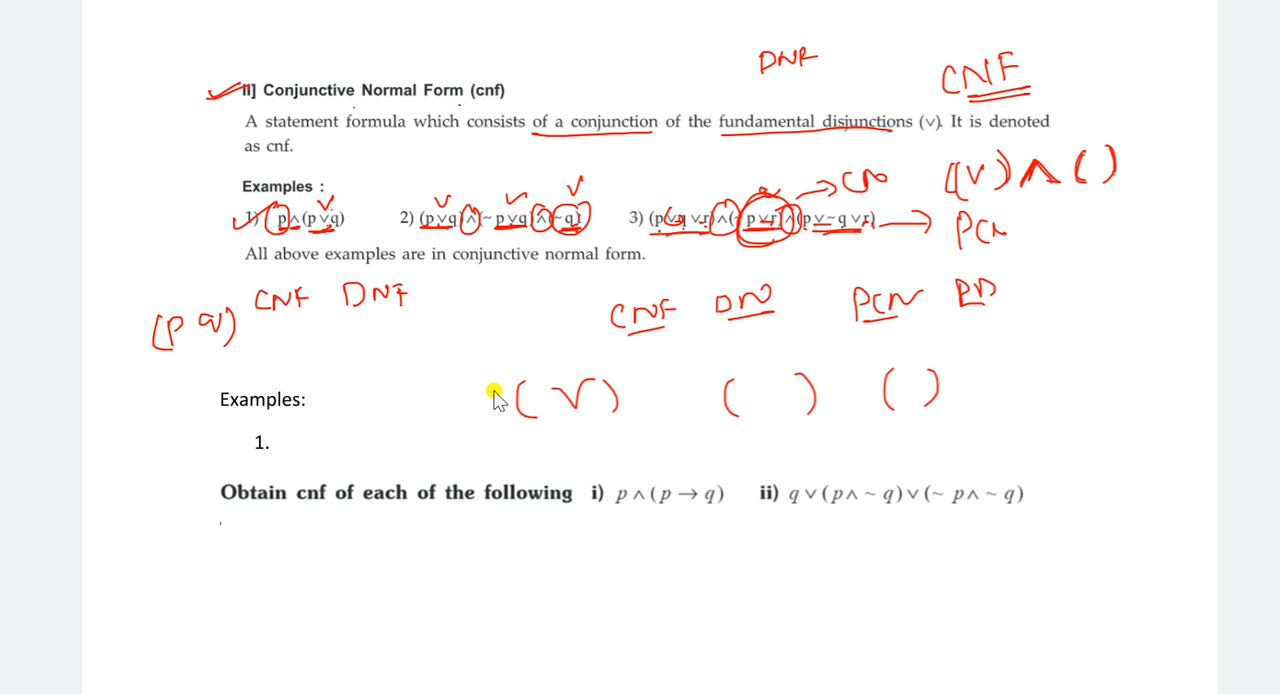 DNF CNF
II] Conjunctive Normal Form (cnf)
A statement formula which consists of a conjunction of the fundamental disjunctions (∨). It is denoted
as cnf.
((∨) ∧ ( )
Examples :
1) p∧(p∨q) 2) (p∨q)∧(~p∨q)∧(~q) 3) (p∨q∨r)∧(~p∨r)∧(p∨~q∨r) → PCN
All above examples are in conjunctive normal form.
(p q) CNF DNF CNF DN PCN PD
Examples: (∨) ( ) ( )
1.
Obtain cnf of each of the following i) p∧(p→q) ii) q∨(p∧~q)∨(~p∧~q)